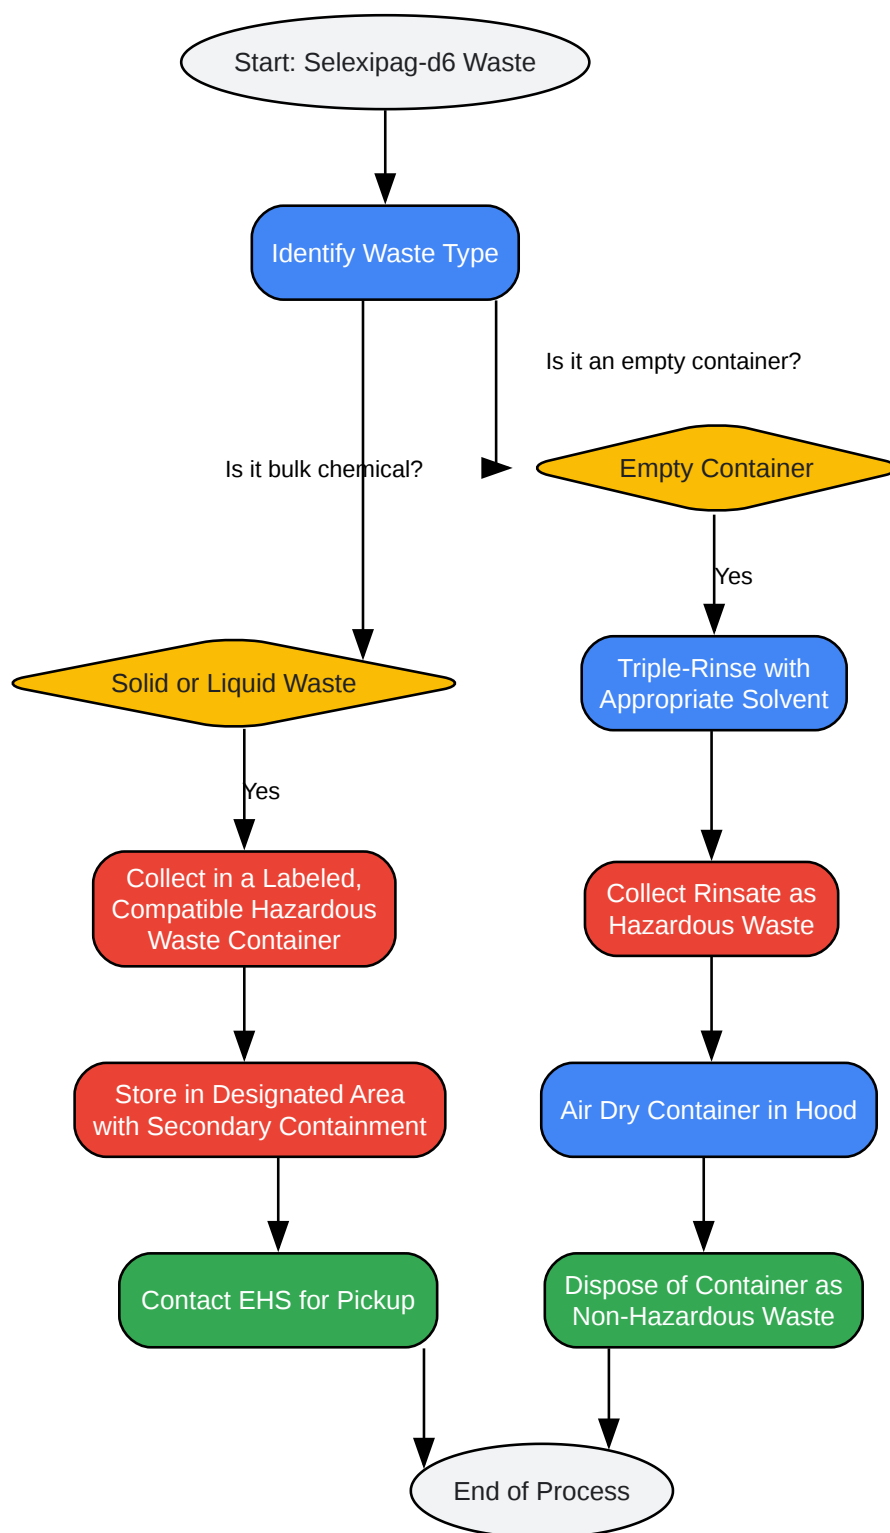 Start: Selexipag-d6 Waste
Identify Waste Type
Is it an empty container?
Is it bulk chemical?
Empty Container
Yes
Solid or Liquid Waste
Triple-Rinse with
Appropriate Solvent
Yes
Collect in a Labeled,
Compatible Hazardous
Waste Container
Collect Rinsate as
Hazardous Waste
Store in Designated Area
with Secondary Containment
Air Dry Container in Hood
Contact EHS for Pickup
Dispose of Container as
Non-Hazardous Waste
End of Process